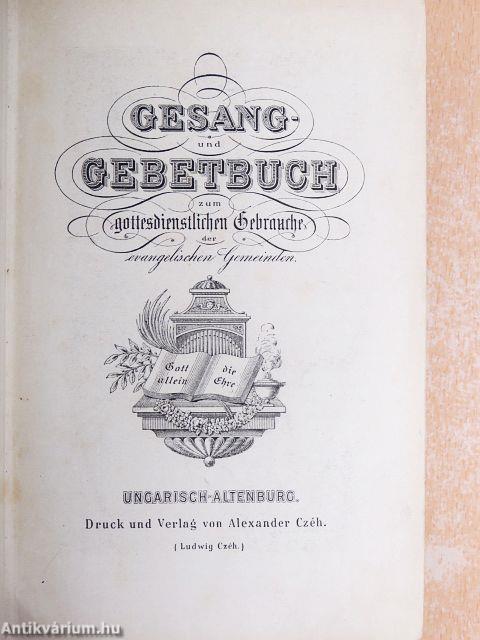 GESANG-
und
GEBETBUCH
zum
gottesdienstlichen Gebrauche
der
evangelischen Gemeinden.
Gott die
allein Ehre
UNGARISCH-ALTENBURG.
Druck und Verlag von Alexander Czéh.
(Ludwig Czéh.)
Antikvárium.hu